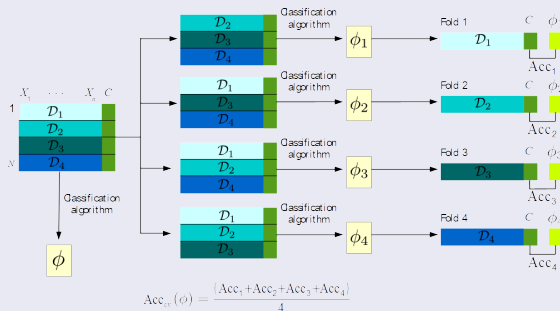 Classification algorithm
D₂
D₃
D₄
ϕ₁
Fold 1
D₁
C
ϕ
Acc₁
X₁ · · · Xₙ C
1
D₁
D₂
D₃
N
D₄
Classification algorithm
ϕ
Classification algorithm
D₁
D₃
D₄
ϕ₂
Fold 2
D₂
C
Acc₂
Classification algorithm
D₁
D₂
D₄
ϕ₃
Fold 3
D₃
C
Acc₃
Classification algorithm
D₁
D₂
D₃
ϕ₄
Fold 4
D₄
C
Acc₄
Acc_cv(ϕ) = (Acc₁+Acc₂+Acc₃+Acc₄)
4